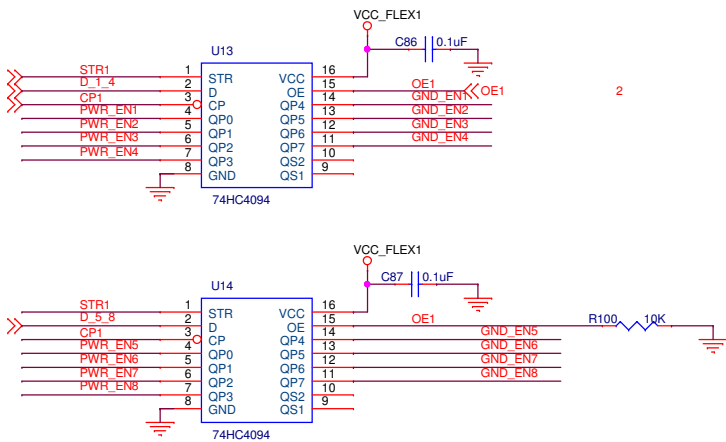 VCC_FLEX1
C86 0.1uF
U13
STR1 1 STR VCC 16
D_1_4 2 D OE 15 OE1 OE1 2
CP1 3 CP QP4 14 GND_EN1
PWR_EN1 4 QP0 QP5 13 GND_EN2
PWR_EN2 5 QP1 QP6 12 GND_EN3
PWR_EN3 6 QP2 QP7 11 GND_EN4
PWR_EN4 7 QP3 QS2 10
8 GND QS1 9
74HC4094
VCC_FLEX1
C87 0.1uF
U14
STR1 1 STR VCC 16
D_5_8 2 D OE 15 OE1 R100 10K
CP1 3 CP QP4 14 GND_EN5
PWR_EN5 4 QP0 QP5 13 GND_EN6
PWR_EN6 5 QP1 QP6 12 GND_EN7
PWR_EN7 6 QP2 QP7 11 GND_EN8
PWR_EN8 7 QP3 QS2 10
8 GND QS1 9
74HC4094